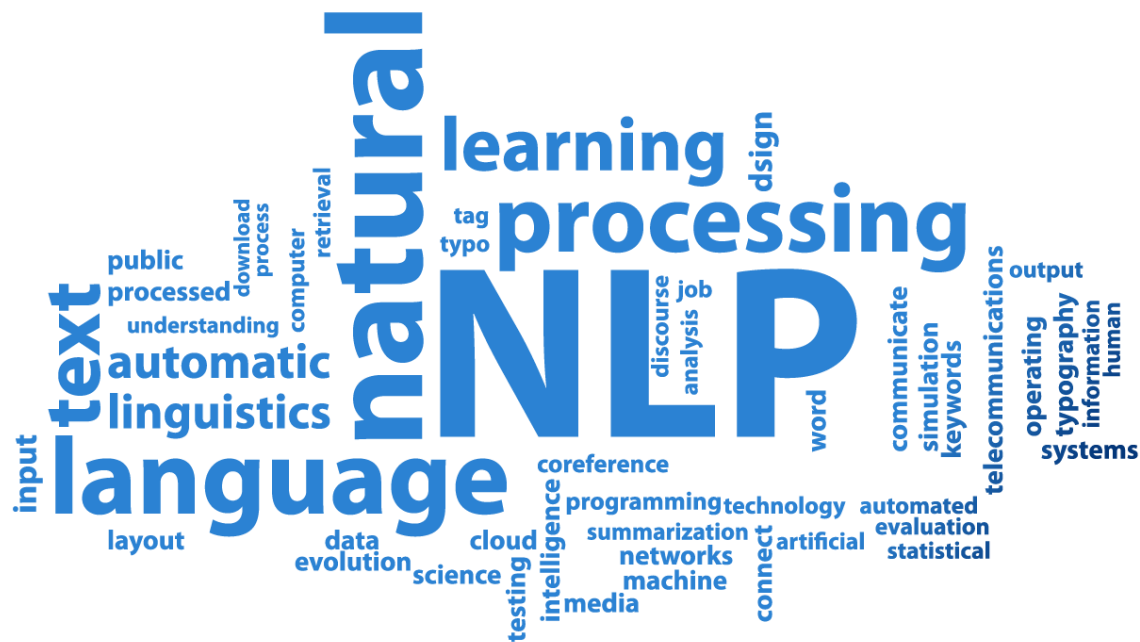 natural
learning
dsign
processing
tag
typo
retrieval
download
process
computer
public
processed
understanding
text
automatic
linguistics
NLP
discourse
job
analysis
word
communicate
simulation
keywords
telecommunications
output
operating
typography
information
human
systems
input
language
coreference
programming
technology
automated
evaluation
statistical
summarization
artificial
networks
machine
connect
intelligence
media
layout
data
evolution
cloud
science
testing